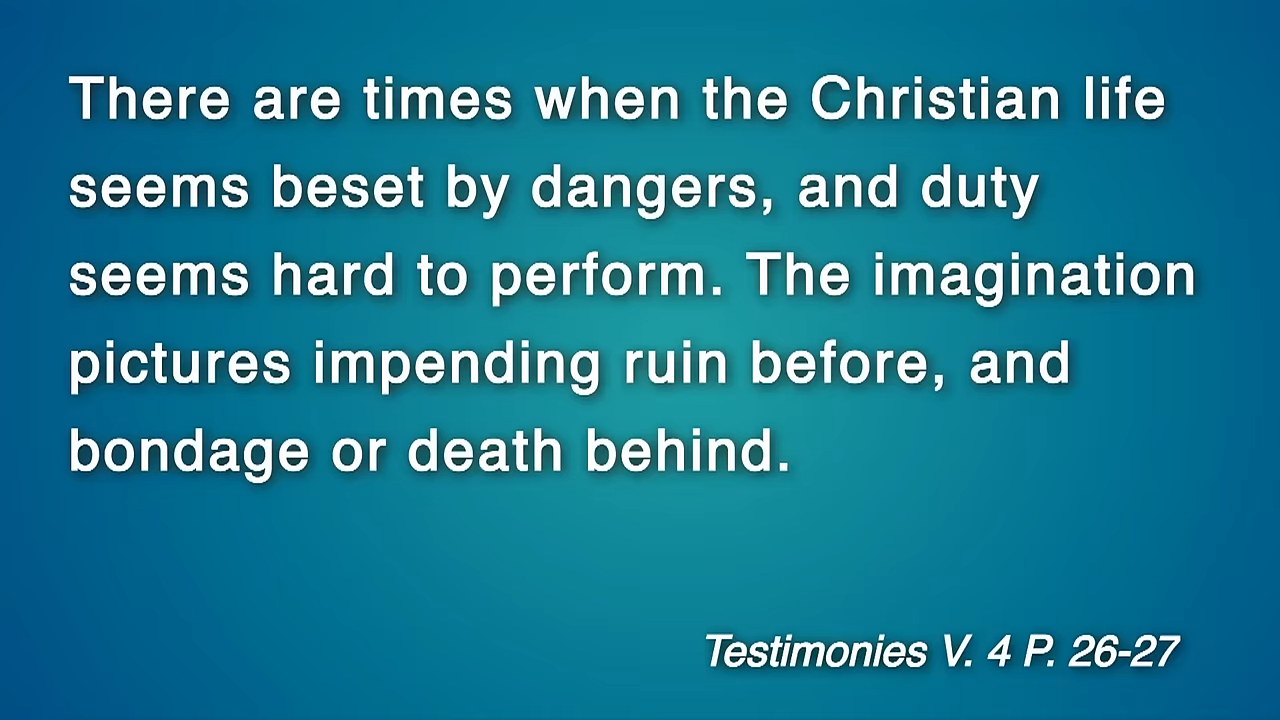 There are times when the Christian life
seems beset by dangers, and duty
seems hard to perform. The imagination
pictures impending ruin before, and
bondage or death behind.
Testimonies V. 4 P. 26-27